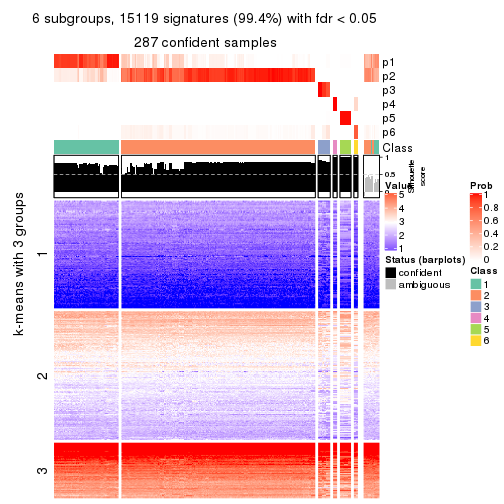 6 subgroups, 15119 signatures (99.4%) with fdr < 0.05
287 confident samples
p1
p2
p3
p4
p5
p6
Class
1
0.5
0
Silhouette
score
k-means with 3 groups
1
2
3
Value
5
4
3
2
1
Status (barplots)
confident
ambiguous
Prob
1
0.8
0.6
0.4
0.2
0
Class
1
2
3
4
5
6